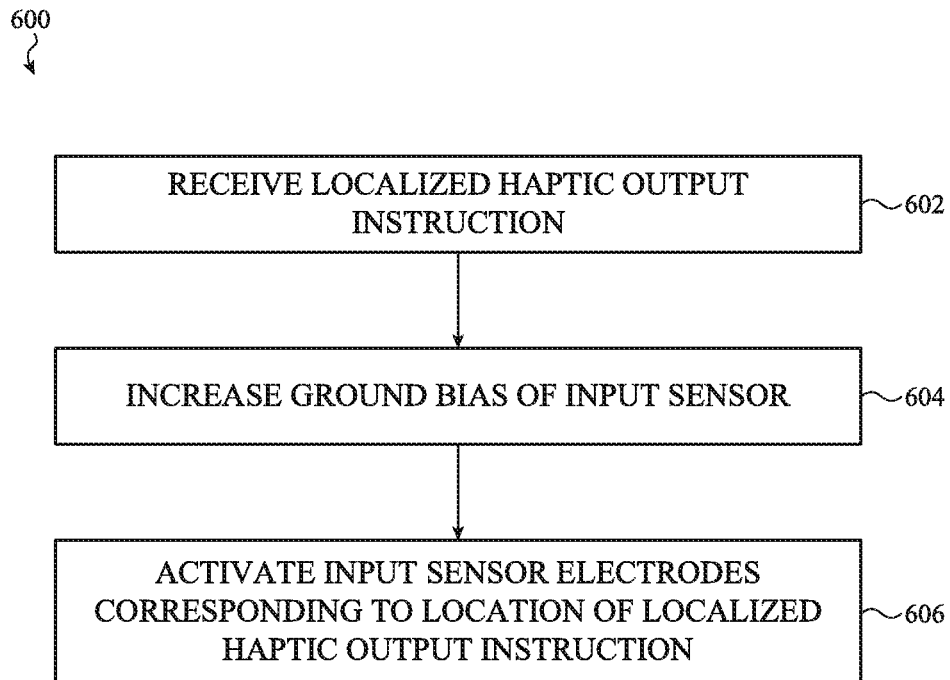 600
RECEIVE LOCALIZED HAPTIC OUTPUT
INSTRUCTION
602
INCREASE GROUND BIAS OF INPUT SENSOR
604
ACTIVATE INPUT SENSOR ELECTRODES
CORRESPONDING TO LOCATION OF LOCALIZED
HAPTIC OUTPUT INSTRUCTION
606